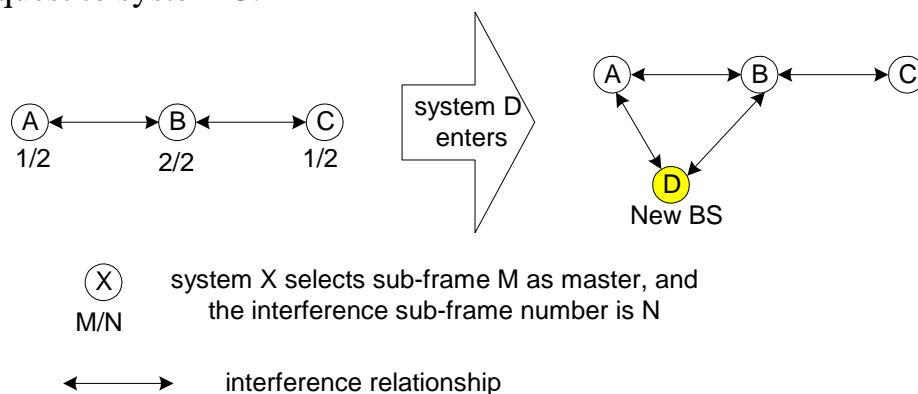 A
B
C
1/2
2/2
1/2
system D
enters
A
B
C
D
New BS
X
M/N
system X selects sub-frame M as master, and
the interference sub-frame number is N
interference relationship